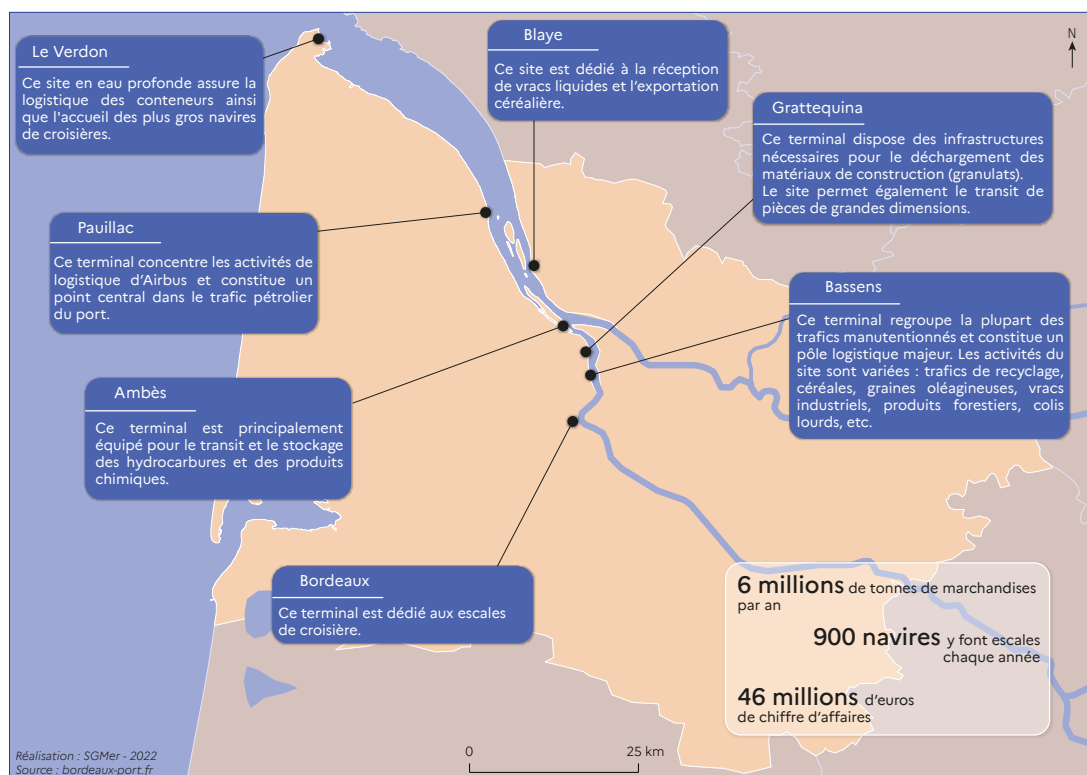 Le Verdon
Ce site en eau profonde assure la
logistique des conteneurs ainsi
que l'accueil des plus gros navires
de croisières.
Blaye
Ce site est dédié à la réception
de vracs liquides et l'exportation
céréalière.
N
Grattequina
Ce terminal dispose des infrastructures
nécessaires pour le déchargement des
matériaux de construction (granulats).
Le site permet également le transit de
pièces de grandes dimensions.
Pauillac
Ce terminal concentre les activités de
logistique d'Airbus et constitue un
point central dans le trafic pétrolier
du port.
Bassens
Ce terminal regroupe la plupart des
trafics manutentionnés et constitue un
pôle logistique majeur. Les activités du
site sont variées : trafics de recyclage,
céréales, graines oléagineuses, vracs
industriels, produits forestiers, colis
lourds, etc.
Ambès
Ce terminal est principalement
équipé pour le transit et le stockage
des hydrocarbures et des produits
chimiques.
Bordeaux
Ce terminal est dédié aux escales
de croisière.
6 millions de tonnes de marchandises
par an
900 navires y font escales
chaque année
46 millions d'euros
de chiffre d'affaires
Réalisation : SGMer - 2022
Source : bordeaux-port.fr
0 25 km